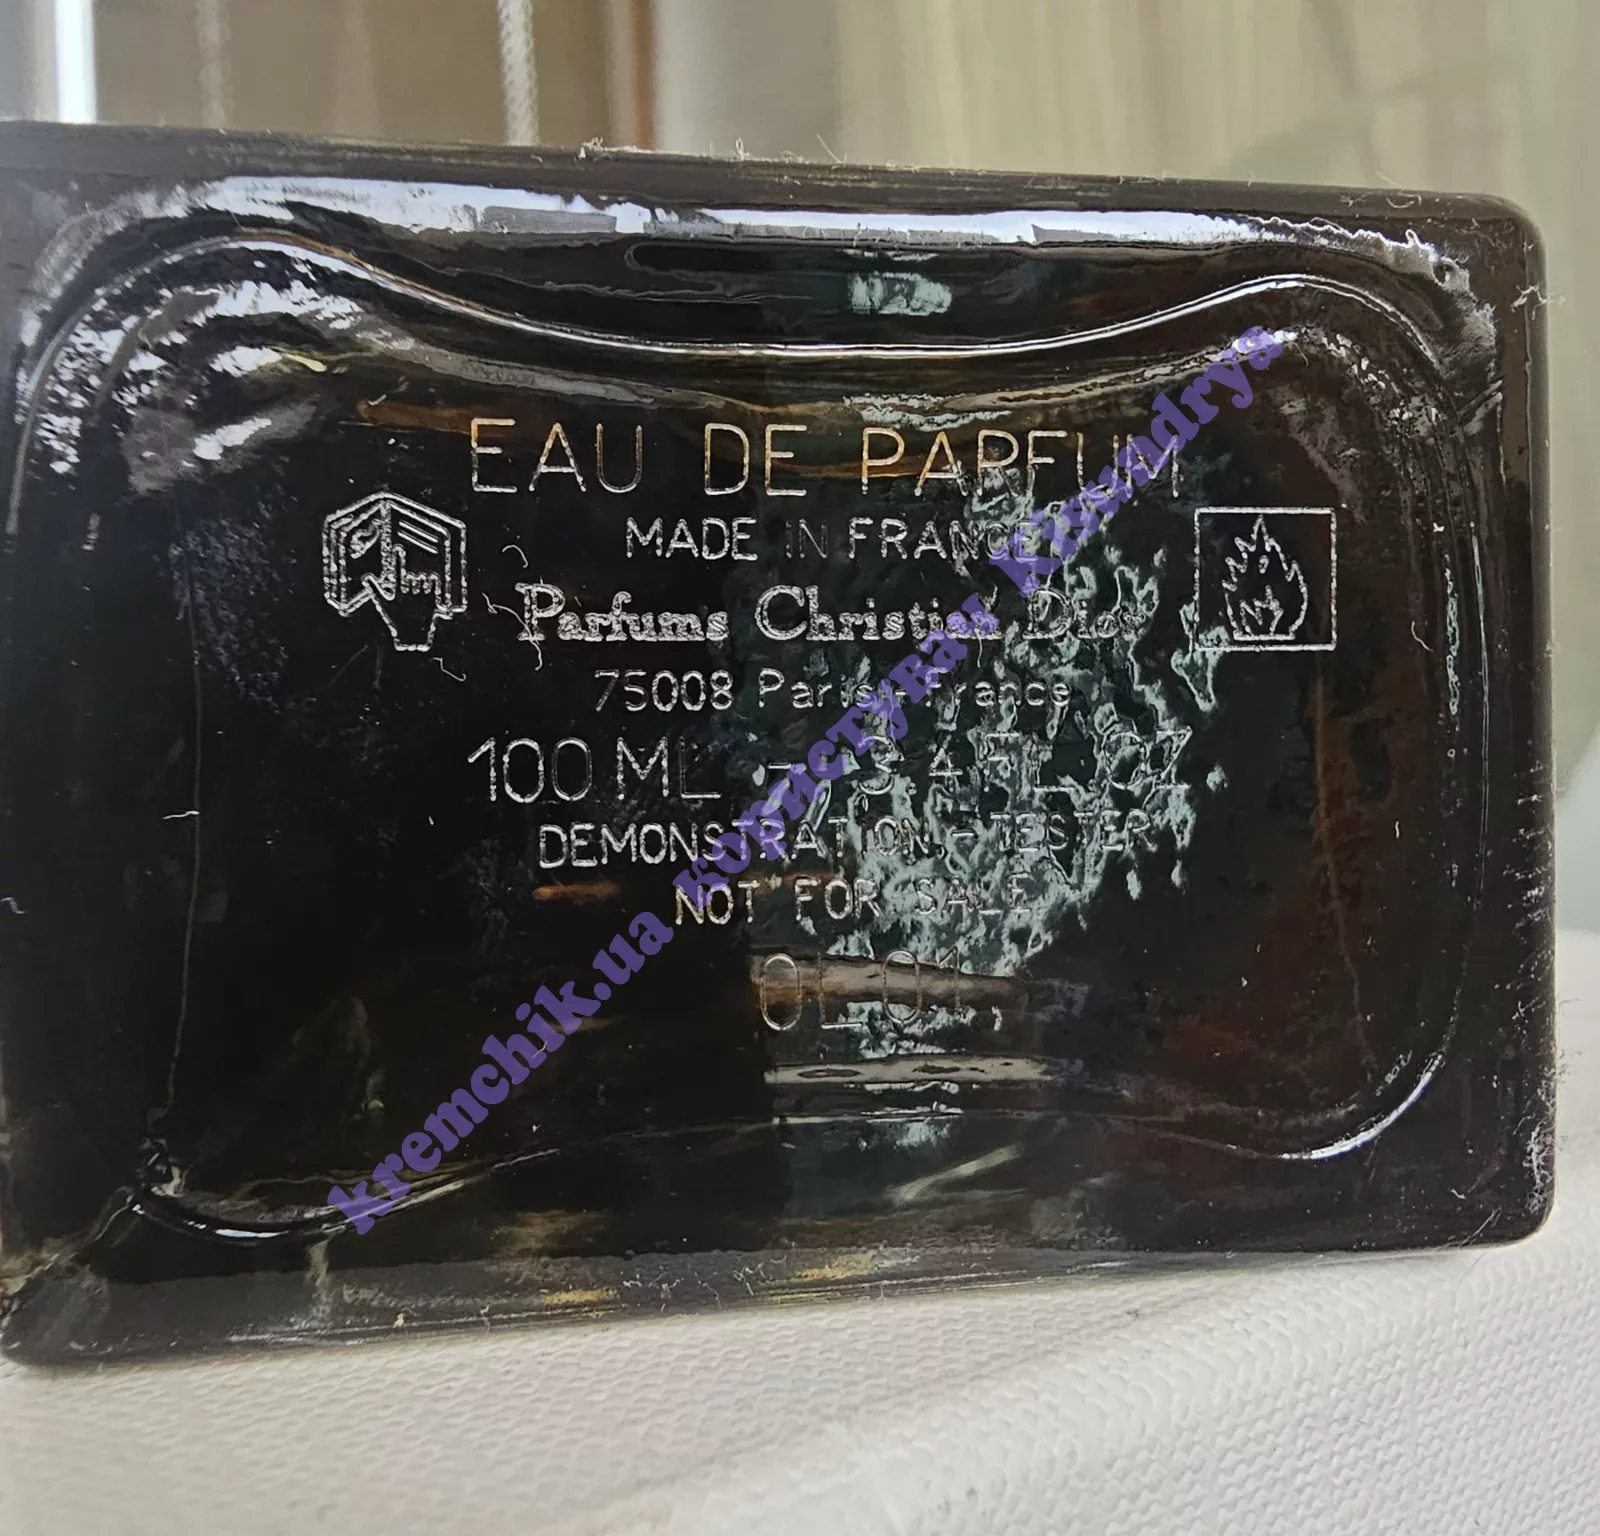 EAU DE PARFUM
MADE IN FRANCE
Parfums Christian Dior
75008 Paris - France
100 ML - 3.4 FL. OZ
DEMONSTRATION - TESTER
NOT FOR SALE
0L01
kremchik.ua користувач Ksundrya